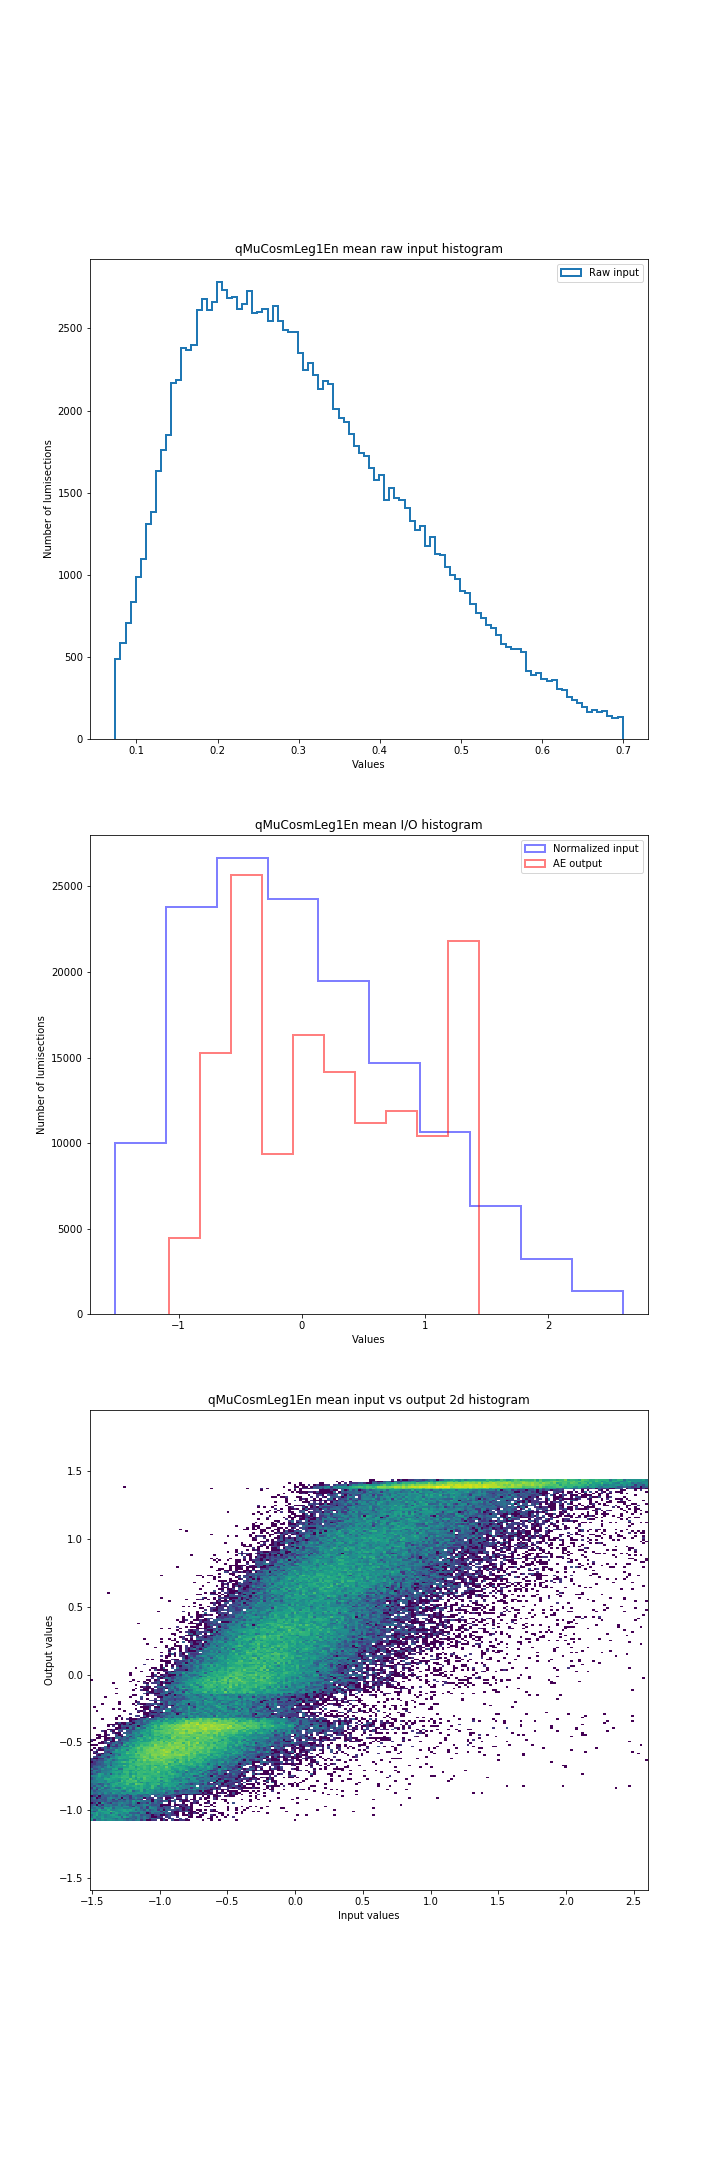 qMuCosmLeg1En mean raw input histogram
Raw input
2500
2000
1500
1000
500
0
Number of lumisections
0.1 0.2 0.3 0.4 0.5 0.6 0.7
Values
qMuCosmLeg1En mean I/O histogram
Normalized input
AE output
25000
20000
15000
10000
5000
0
Number of lumisections
−1 0 1 2
Values
qMuCosmLeg1En mean input vs output 2d histogram
1.5
1.0
0.5
0.0
−0.5
−1.0
−1.5
Output values
−1.5 −1.0 −0.5 0.0 0.5 1.0 1.5 2.0 2.5
Input values